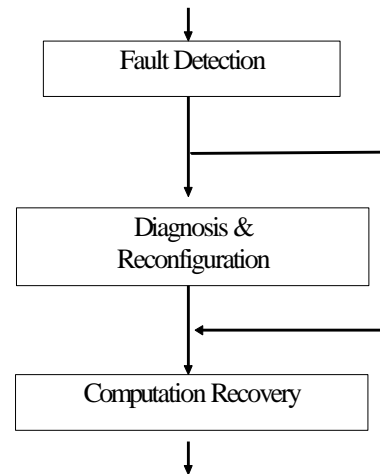 Fault Detection
Diagnosis &
Reconfiguration
Computation Recovery